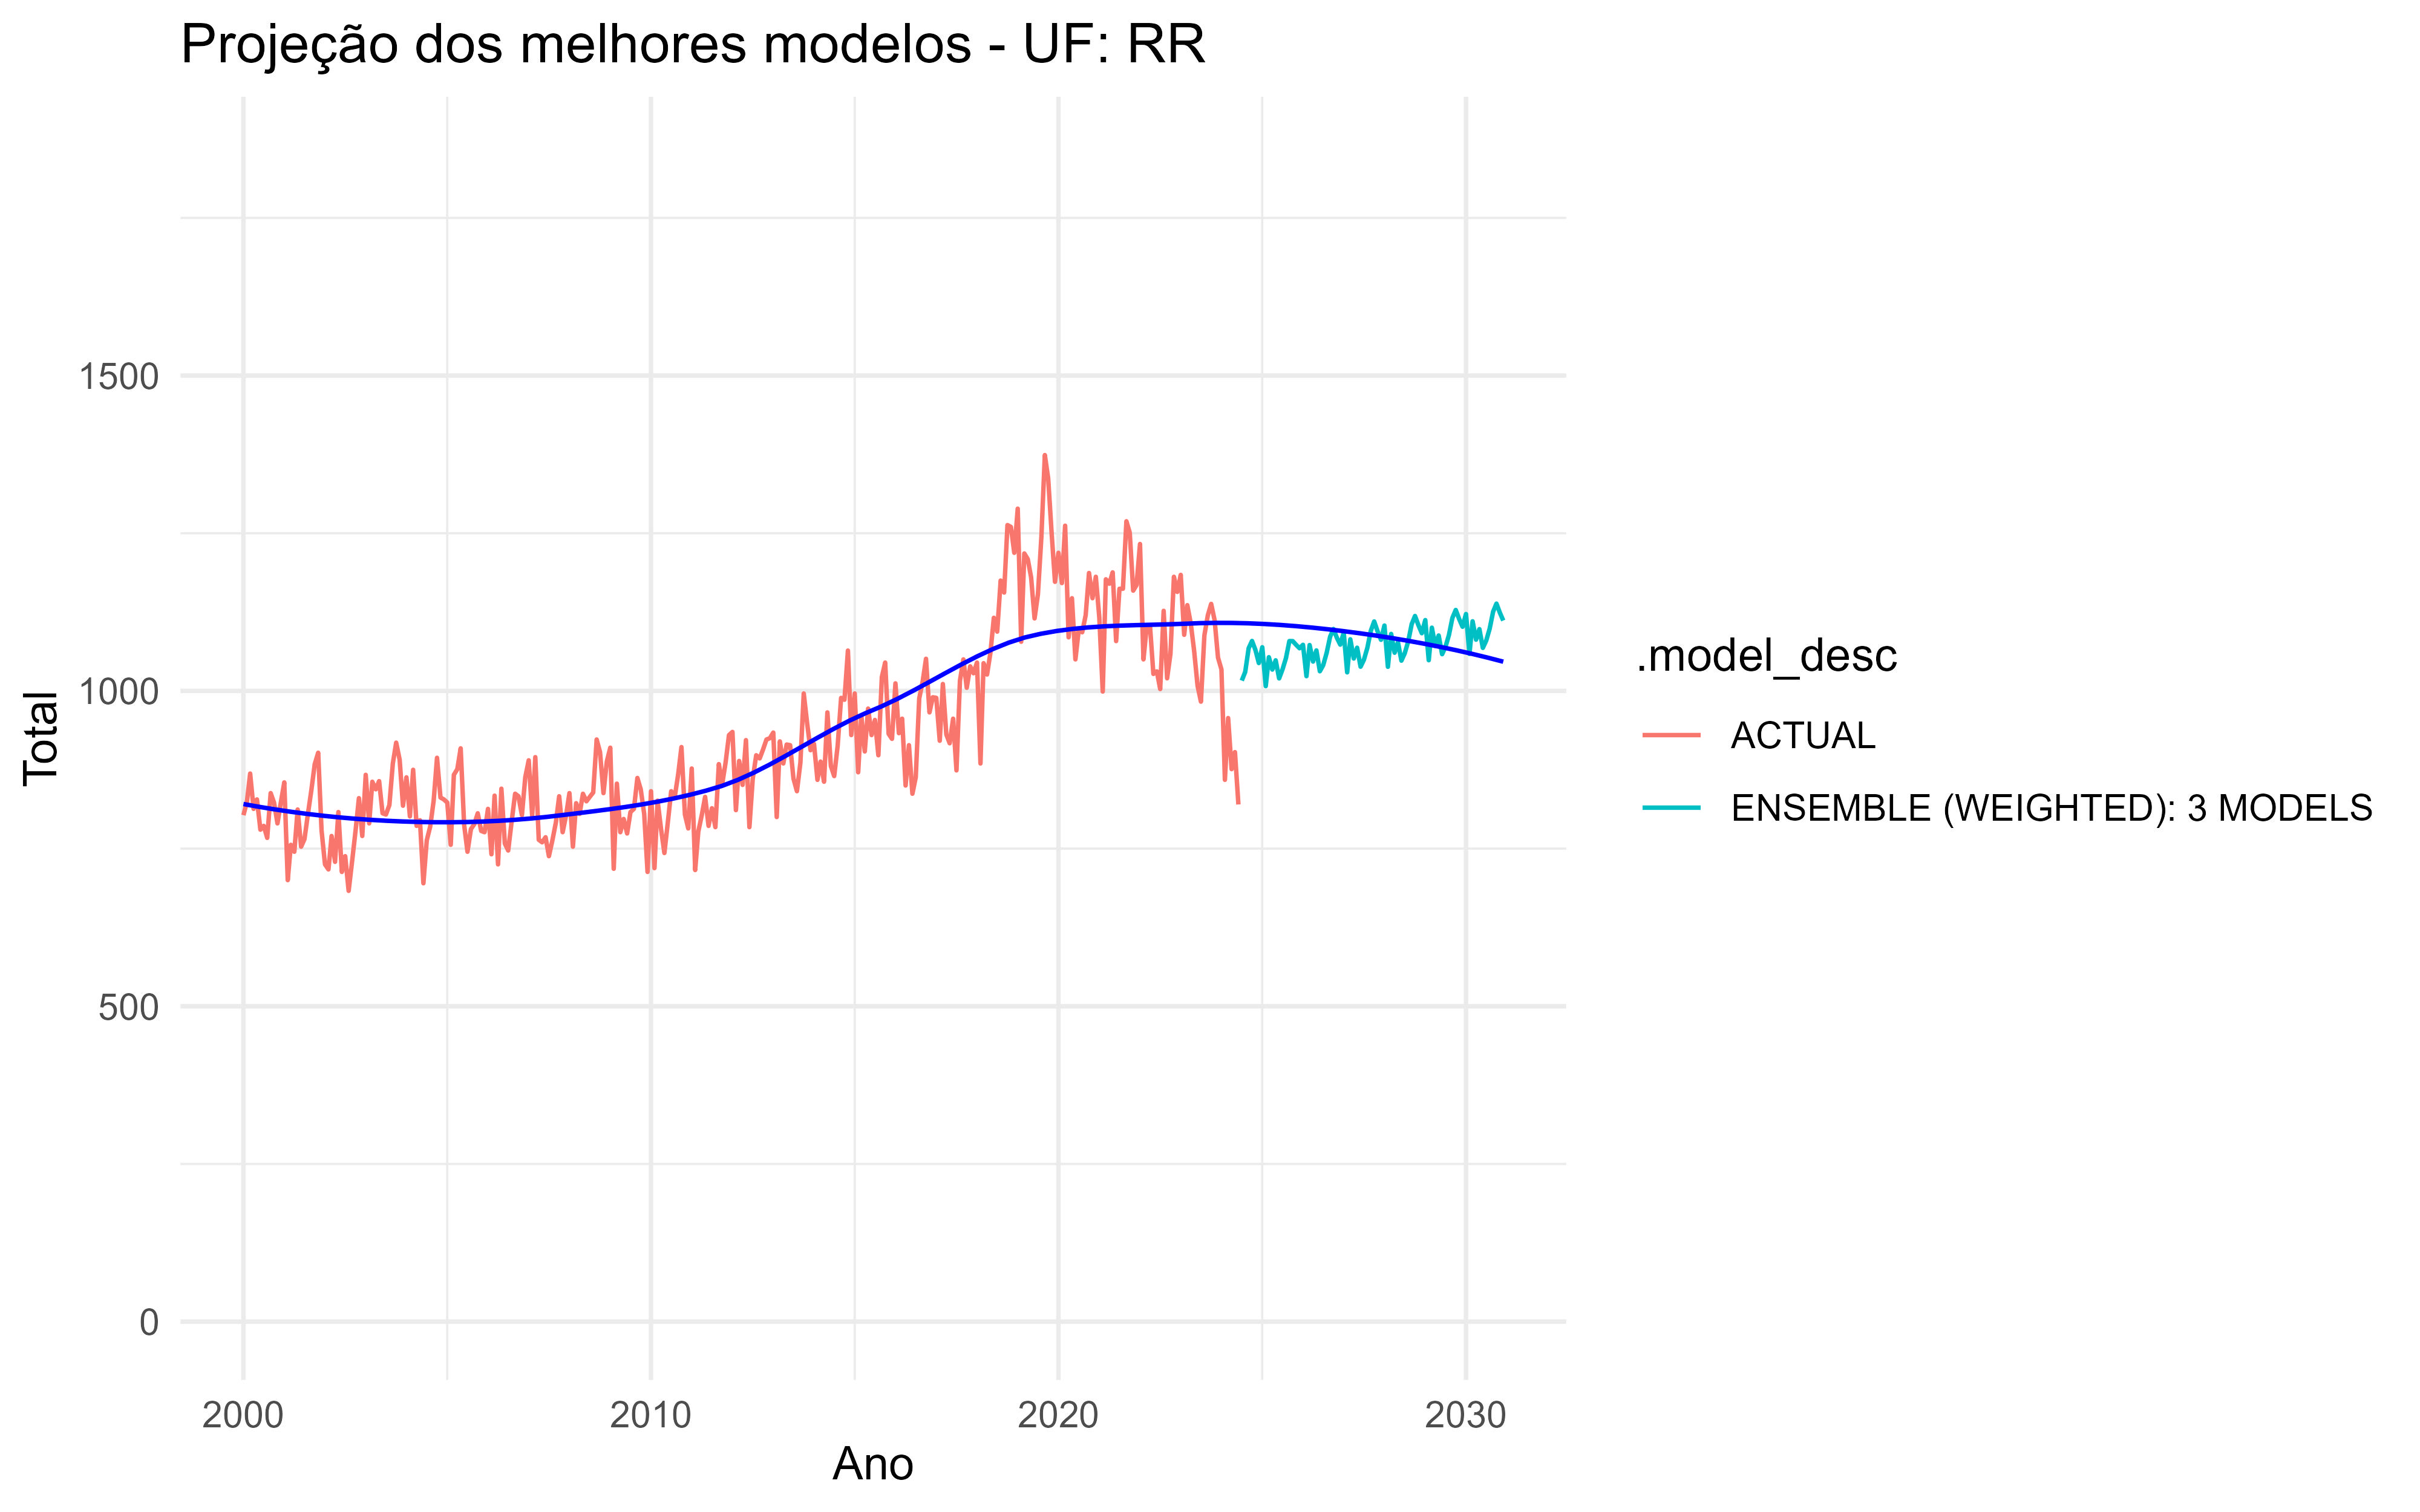 Projeção dos melhores modelos - UF: RR
Total
1500
1000
500
0
2000
2010
2020
2030
Ano
.model_desc
ACTUAL
ENSEMBLE (WEIGHTED): 3 MODELS